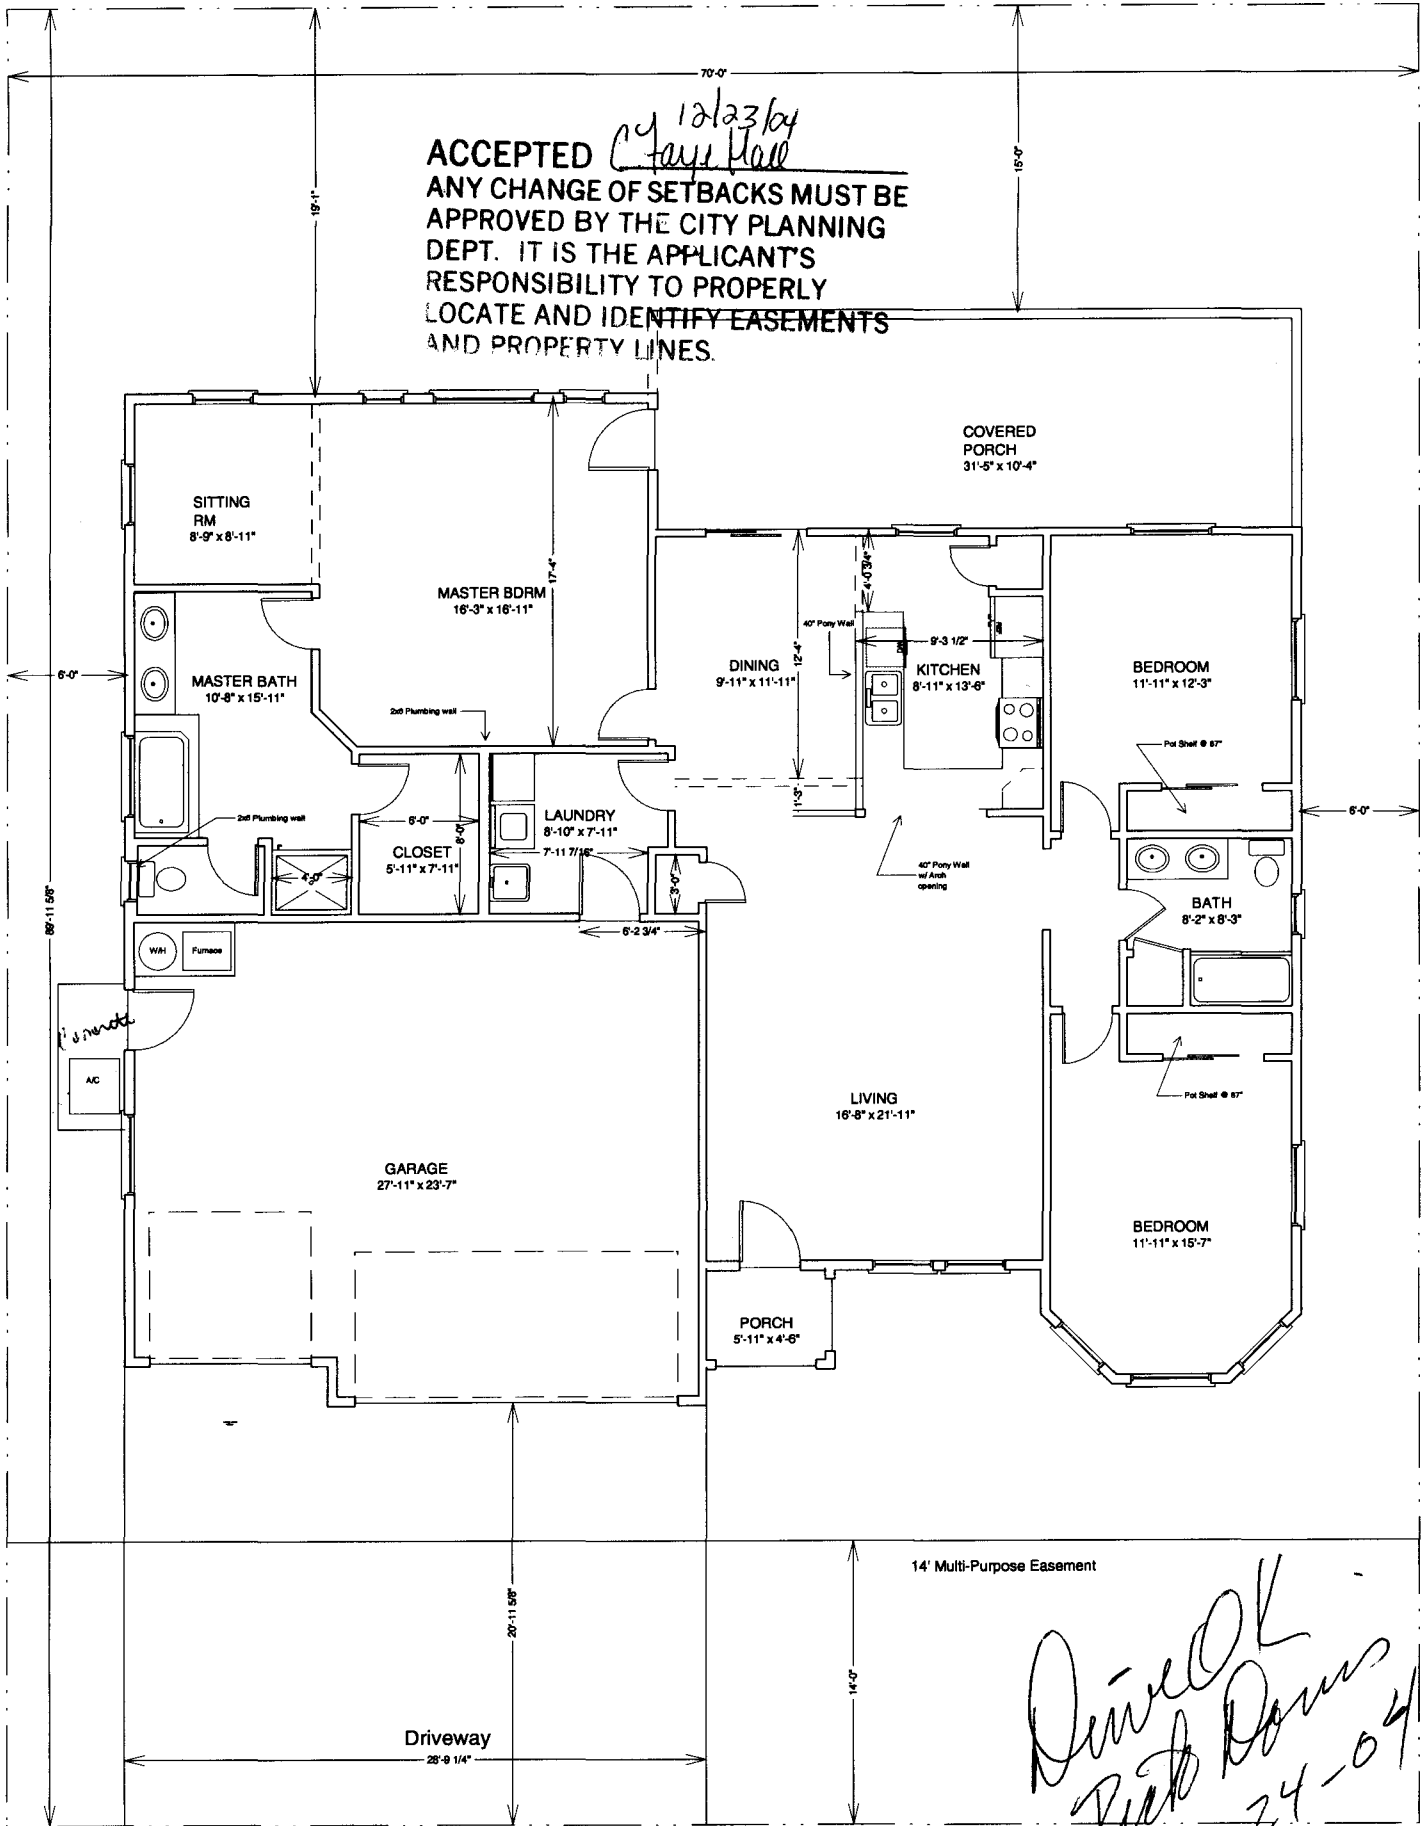 70'-0"
12/23/04
ACCEPTED C Faye Hall
ANY CHANGE OF SETBACKS MUST BE
APPROVED BY THE CITY PLANNING
DEPT. IT IS THE APPLICANT'S
RESPONSIBILITY TO PROPERLY
LOCATE AND IDENTIFY EASEMENTS
AND PROPERTY LINES.
19'-1"
15'-0"
COVERED
PORCH
31'-5" x 10'-4"
SITTING
RM
8'-9" x 8'-11"
MASTER BDRM
16'-3" x 16'-11"
17'-4"
4'-0 3/4"
40" Pony Wall
12'-4"
9'-3 1/2"
REF
DW
DINING
9'-11" x 11'-11"
KITCHEN
8'-11" x 13'-6"
BEDROOM
11'-11" x 12'-3"
6'-0"
MASTER BATH
10'-8" x 15'-11"
2x6 Plumbing wall
Pot Shelf @ 87"
1'-3"
6'-0"
2x6 Plumbing wall
6'-0"
8'-0"
LAUNDRY
8'-10" x 7'-11"
7'-11 7/16"
CLOSET
5'-11" x 7'-11"
4'-0"
3'-0"
40" Pony Wall
w/ Arch
opening
BATH
8'-2" x 8'-3"
89'-11 5/8"
6'-2 3/4"
W/H
Furnace
A/C
Pot Shelf @ 87"
LIVING
16'-8" x 21'-11"
GARAGE
27'-11" x 23'-7"
BEDROOM
11'-11" x 15'-7"
PORCH
5'-11" x 4'-6"
14' Multi-Purpose Easement
20'-11 5/8"
14'-0"
Drive OK
Driveway
28'-9 1/4"
24-04